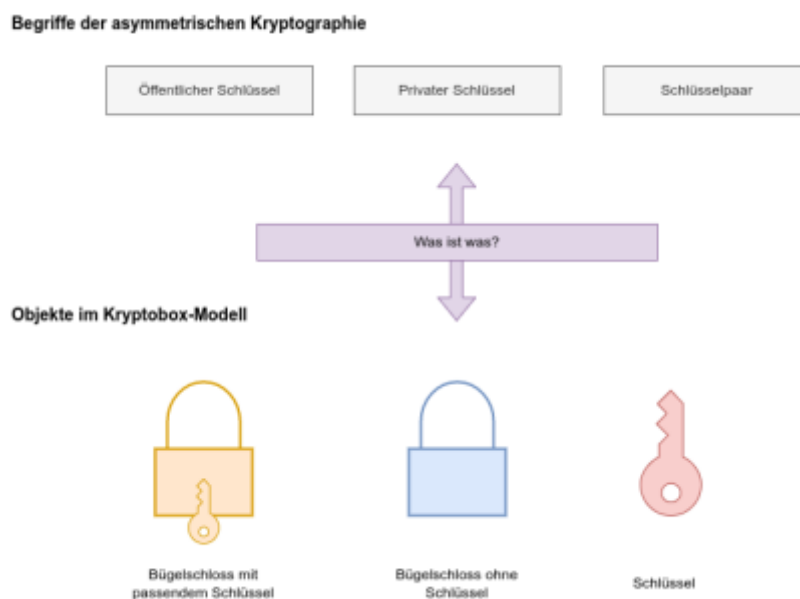 Begriffe der asymmetrischen Kryptographie
Öffentlicher Schlüssel
Privater Schlüssel
Schlüsselpaar
Was ist was?
Objekte im Kryptobox-Modell
Bügelschloss mit
passendem Schlüssel
Bügelschloss ohne
Schlüssel
Schlüssel